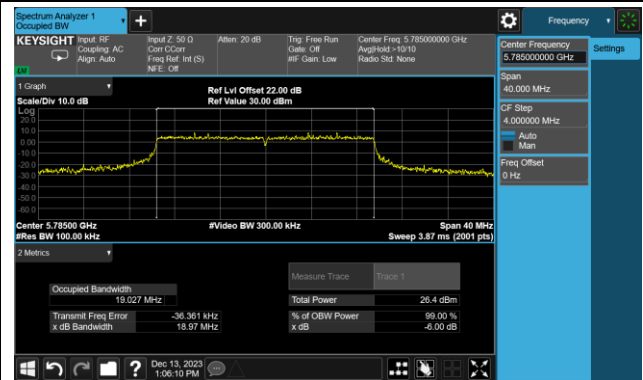 Spectrum Analyzer 1
Occupied BW
Frequency
KEYSIGHT
Input: RF
Coupling: AC
Align: Auto
Input Z: 50 Ω
Corr CCorr
Freq Ref: Int (S)
NFE: Off
Atten: 20 dB
Trig: Free Run
Gate: Off
#IF Gain: Low
Center Freq: 5.785000000 GHz
Avg|Hold:>10/10
Radio Std: None
LXI
Center Frequency
5.785000000 GHz
Settings
Span
40.000 MHz
CF Step
4.000000 MHz
Auto
Man
Freq Offset
0 Hz
1 Graph
Scale/Div 10.0 dB
Ref Lvl Offset 22.00 dB
Ref Value 30.00 dBm
Log
20.0
10.0
0.00
-10.0
-20.0
-30.0
-40.0
-50.0
-60.0
Center 5.78500 GHz
#Res BW 100.00 kHz
#Video BW 300.00 kHz
Span 40 MHz
Sweep 3.87 ms (2001 pts)
2 Metrics
Measure Trace
Trace 1
Occupied Bandwidth
19.027 MHz
Total Power 26.4 dBm
Transmit Freq Error -36.361 kHz
% of OBW Power 99.00 %
x dB Bandwidth 18.97 MHz
x dB -6.00 dB
?
Dec 13, 2023
1:06:10 PM